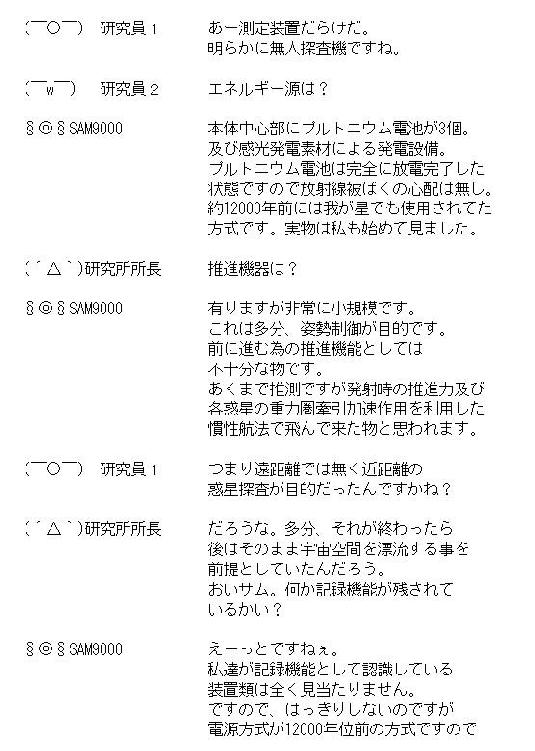 (￣○￣)　研究員１　あー測定装置だらけだ。
明らかに無人探査機ですね。
(￣w￣)　研究員２　エネルギー源は？
§◎§SAM9000　本体中心部にプルトニウム電池が3個。
及び感光発電素材による発電設備。
プルトニウム電池は完全に放電完了した
状態ですので放射線被ばくの心配は無し。
約12000年前には我が星でも使用されてた
方式です。実物は私も始めて見ました。
(´△｀)研究所所長　推進機器は？
§◎§SAM9000　有りますが非常に小規模です。
これは多分、姿勢制御が目的です。
前に進む為の推進機能としては
不十分な物です。
あくまで推測ですが発射時の推進力及び
各惑星の重力圏牽引加速作用を利用した
慣性航法で飛んで来た物と思われます。
(￣○￣)　研究員１　つまり遠距離では無く近距離の
惑星探査が目的だったんですかね？
(´△｀)研究所所長　だろうな。多分、それが終わったら
後はそのまま宇宙空間を漂流する事を
前提としていたんだろう。
おいサム。何か記録機能が残されて
いるかい？
§◎§SAM9000　えーっとですねぇ。
私達が記録機能として認識している
装置類は全く見当たりません。
ですので、はっきりしないのですが
電源方式が12000年位前の方式ですので